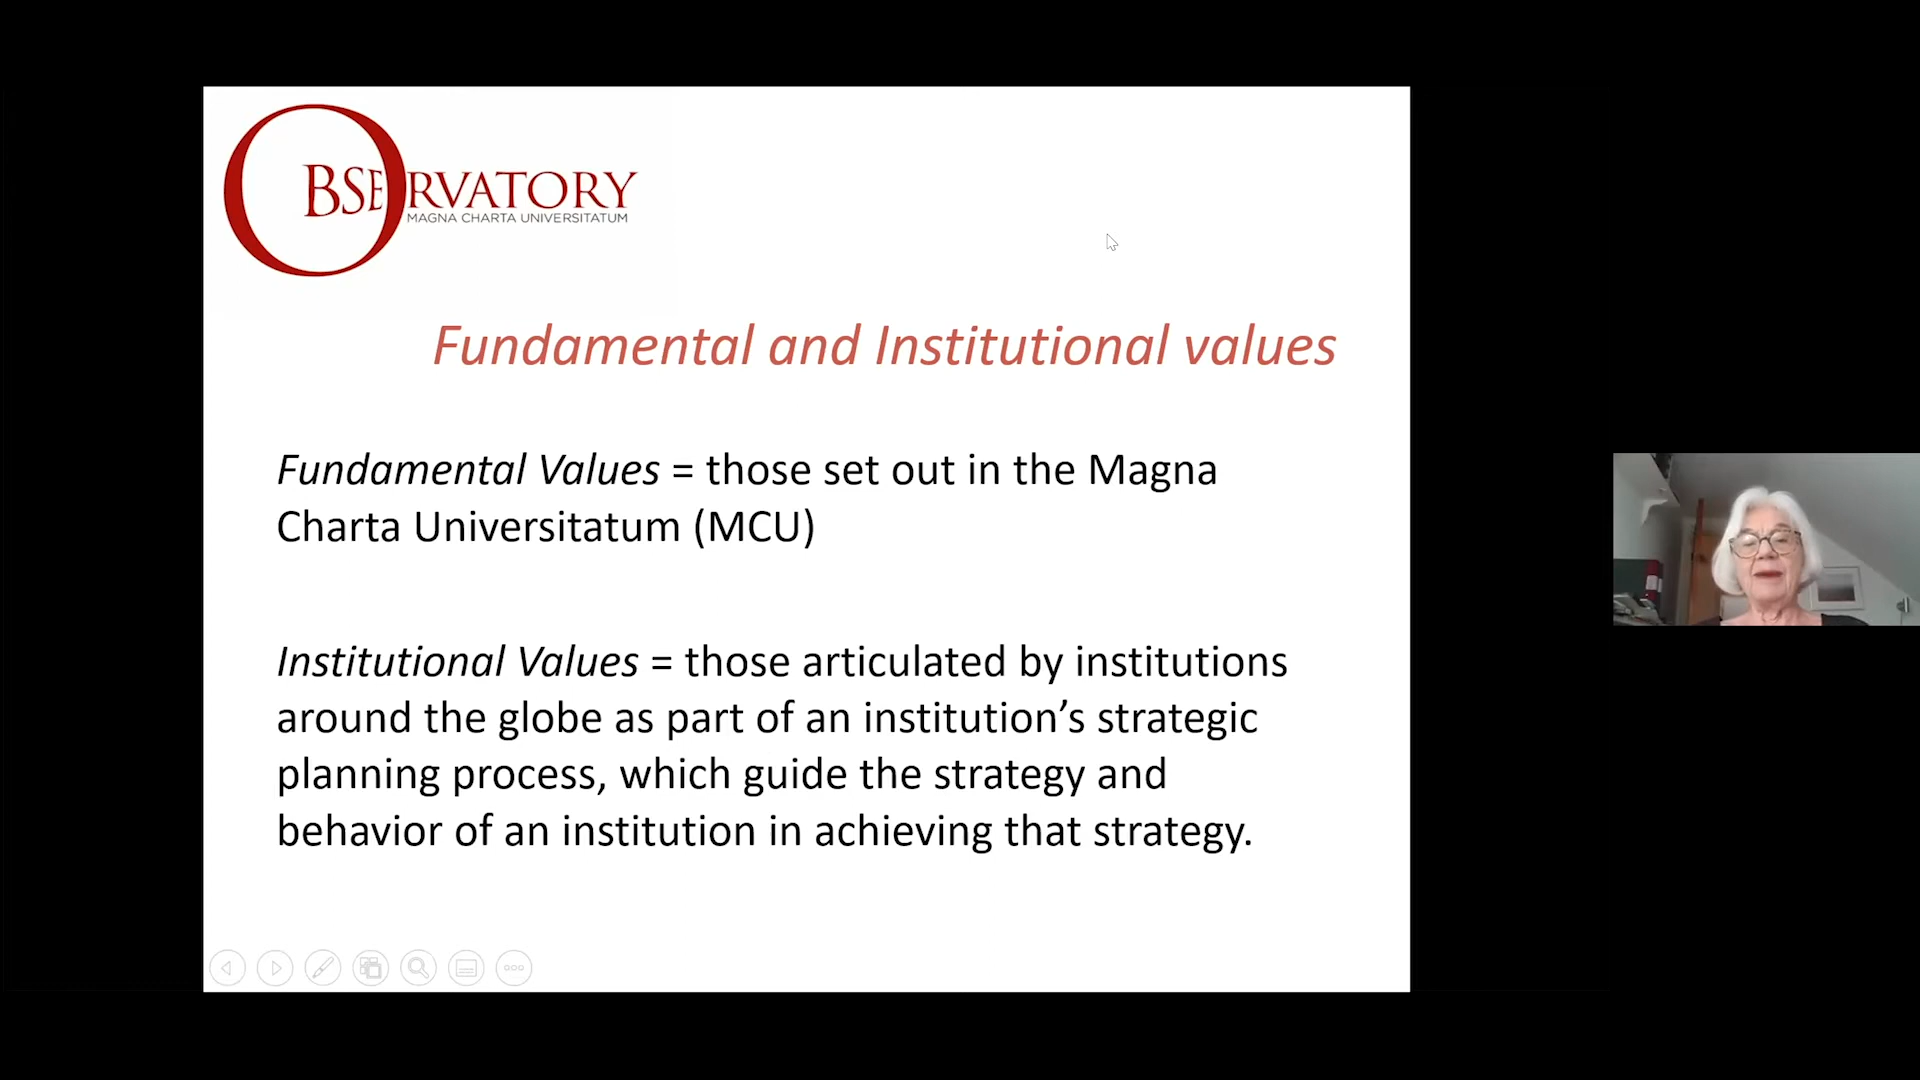 OBSERVATORY
MAGNA CHARTA UNIVERSITATUM
Fundamental and Institutional values
Fundamental Values = those set out in the Magna
Charta Universitatum (MCU)
Institutional Values = those articulated by institutions
around the globe as part of an institution’s strategic
planning process, which guide the strategy and
behavior of an institution in achieving that strategy.